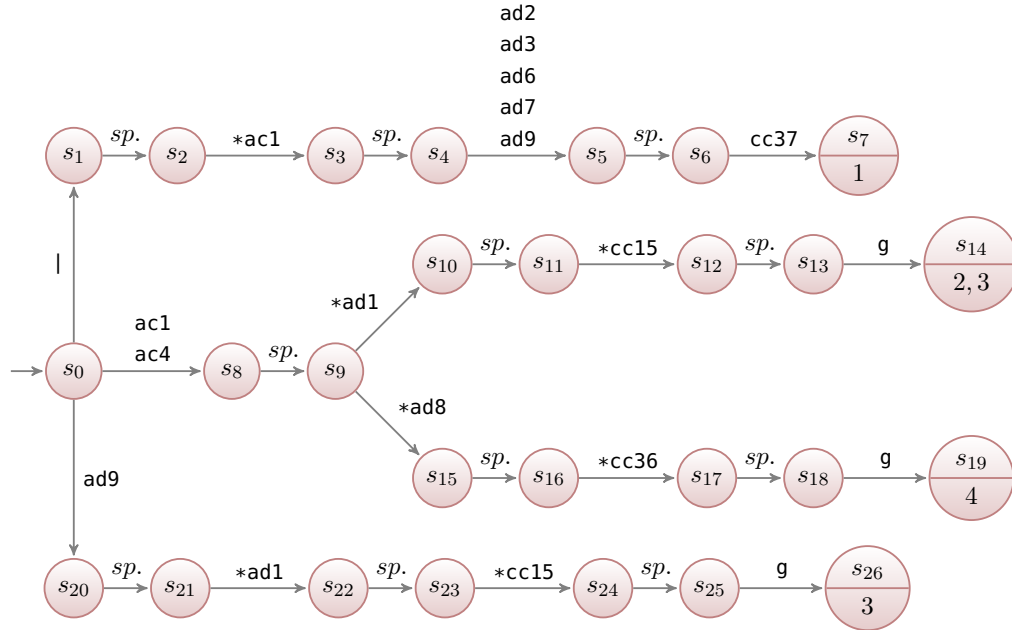 ad2
ad3
ad6
ad7
ad9
s1 sp. s2 *ac1 s3 sp. s4 s5 sp. s6 cc37 s7
1
|
s10 sp. s11 *cc15 s12 sp. s13 g s14
2, 3
*ad1
ac1
ac4
s0 s8 sp. s9
*ad8
s15 sp. s16 *cc36 s17 sp. s18 g s19
4
ad9
s20 sp. s21 *ad1 s22 sp. s23 *cc15 s24 sp. s25 g s26
3